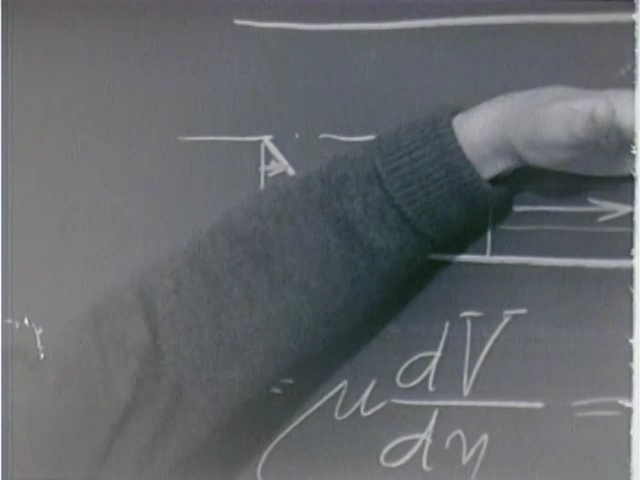 = μ dV/dy =